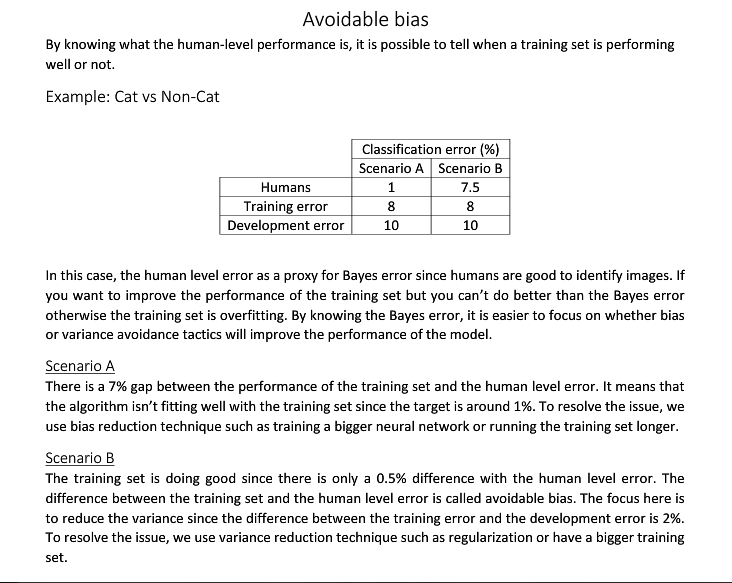 Avoidable bias
By knowing what the human-level performance is, it is possible to tell when a training set is performing
well or not.
Example: Cat vs Non-Cat
Classification error (%)
Scenario A Scenario B
Humans 1 7.5
Training error 8 8
Development error 10 10
In this case, the human level error as a proxy for Bayes error since humans are good to identify images. If
you want to improve the performance of the training set but you can't do better than the Bayes error
otherwise the training set is overfitting. By knowing the Bayes error, it is easier to focus on whether bias
or variance avoidance tactics will improve the performance of the model.
Scenario A
There is a 7% gap between the performance of the training set and the human level error. It means that
the algorithm isn't fitting well with the training set since the target is around 1%. To resolve the issue, we
use bias reduction technique such as training a bigger neural network or running the training set longer.
Scenario B
The training set is doing good since there is only a 0.5% difference with the human level error. The
difference between the training set and the human level error is called avoidable bias. The focus here is
to reduce the variance since the difference between the training error and the development error is 2%.
To resolve the issue, we use variance reduction technique such as regularization or have a bigger training
set.